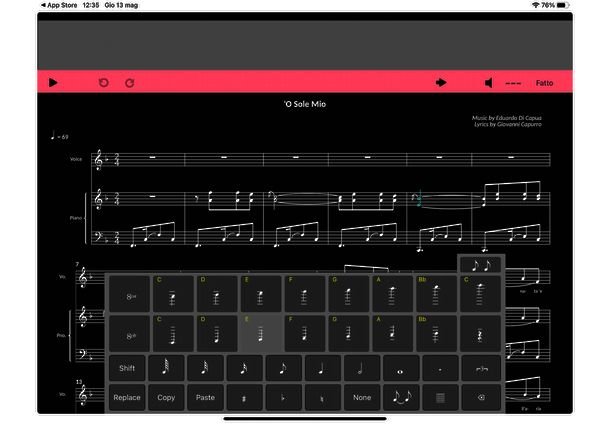 App Store 12:35 Gio 13 mag 76%
Fatto
'O Sole Mio
Music by Eduardo Di Capua
Lyrics by Giovanni Capurro
= 69
Voice
Piano
7
Vo.
Pno.
13
Vo.
8va
C D E F G A Bb C
8vb
C D E F G A Bb
Shift
3
Replace Copy Paste None